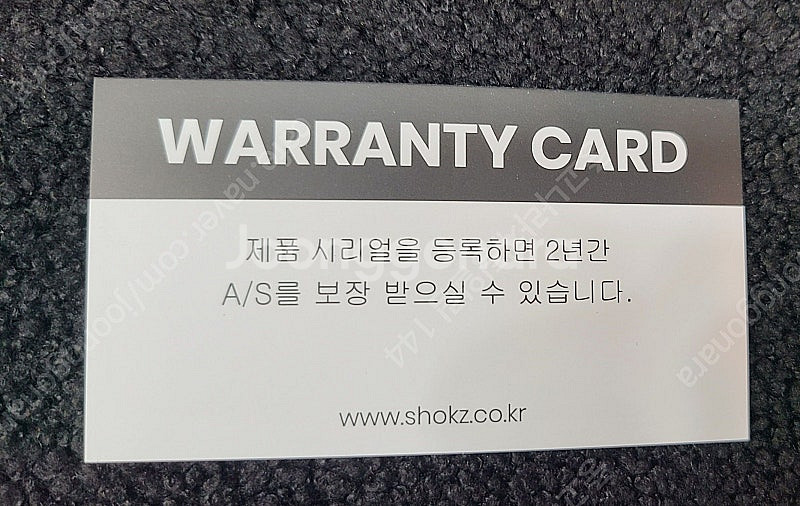 WARRANTY CARD
제품 시리얼을 등록하면 2년간
A/S를 보장 받으실 수 있습니다.
www.shokz.co.kr